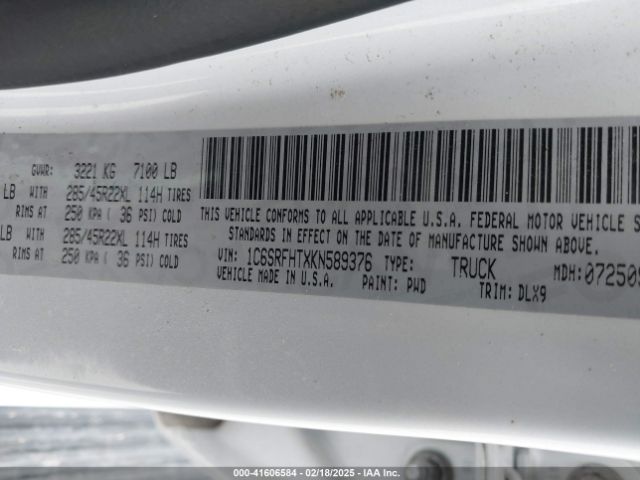 GVWR: 3221 KG 7100 LB
LB WITH 285/45R22XL 114H TIRES
RIMS AT 250 KPA ( 36 PSI) COLD
LB WITH 285/45R22XL 114H TIRES
RIMS AT 250 KPA ( 36 PSI) COLD
THIS VEHICLE CONFORMS TO ALL APPLICABLE U.S.A. FEDERAL MOTOR VEHICLE S
STANDARDS IN EFFECT ON THE DATE OF MANUFACTURE SHOWN ABOVE.
VIN: 1C6SRFHTXKN589376 TYPE: TRUCK MDH: 072509
VEHICLE MADE IN U.S.A. PAINT: PWD TRIM: DLX9
000-41606584 | 02/18/2025 - IAA Inc.